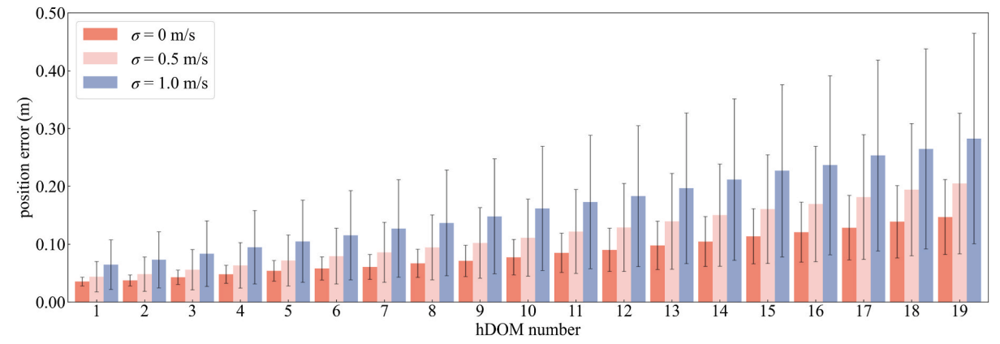 0.50
0.40
0.30
0.20
0.10
0.00
position error (m)
σ = 0 m/s
σ = 0.5 m/s
σ = 1.0 m/s
1 2 3 4 5 6 7 8 9 10 11 12 13 14 15 16 17 18 19
hDOM number